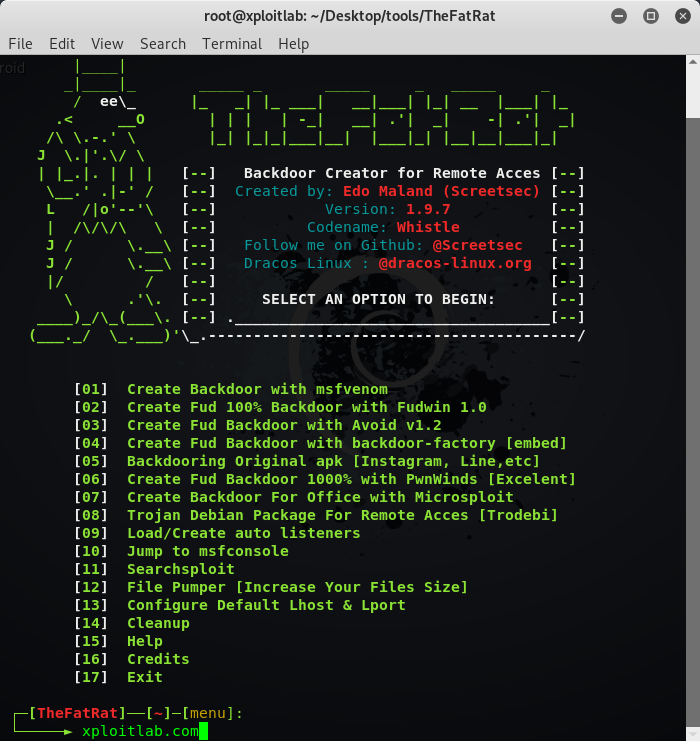 root@xploitlab: ~/Desktop/tools/TheFatRat
File Edit View Search Terminal Help
roid
TheFatRat
[--] Backdoor Creator for Remote Acces [--]
[--] Created by: Edo Maland (Screetsec) [--]
[--] Version: 1.9.7 [--]
[--] Codename: Whistle [--]
[--] Follow me on Github: @Screetsec [--]
[--] Dracos Linux : @dracos-linux.org [--]
[--] [--]
[--] SELECT AN OPTION TO BEGIN: [--]
[--] .___________________________________[--]
[01] Create Backdoor with msfvenom
[02] Create Fud 100% Backdoor with Fudwin 1.0
[03] Create Fud Backdoor with Avoid v1.2
[04] Create Fud Backdoor with backdoor-factory [embed]
[05] Backdooring Original apk [Instagram, Line,etc]
[06] Create Fud Backdoor 1000% with PwnWinds [Excelent]
[07] Create Backdoor For Office with Microsploit
[08] Trojan Debian Package For Remote Acces [Trodebi]
[09] Load/Create auto listeners
[10] Jump to msfconsole
[11] Searchsploit
[12] File Pumper [Increase Your Files Size]
[13] Configure Default Lhost & Lport
[14] Cleanup
[15] Help
[16] Credits
[17] Exit
[TheFatRat]──[~]─[menu]:
xploitlab.com